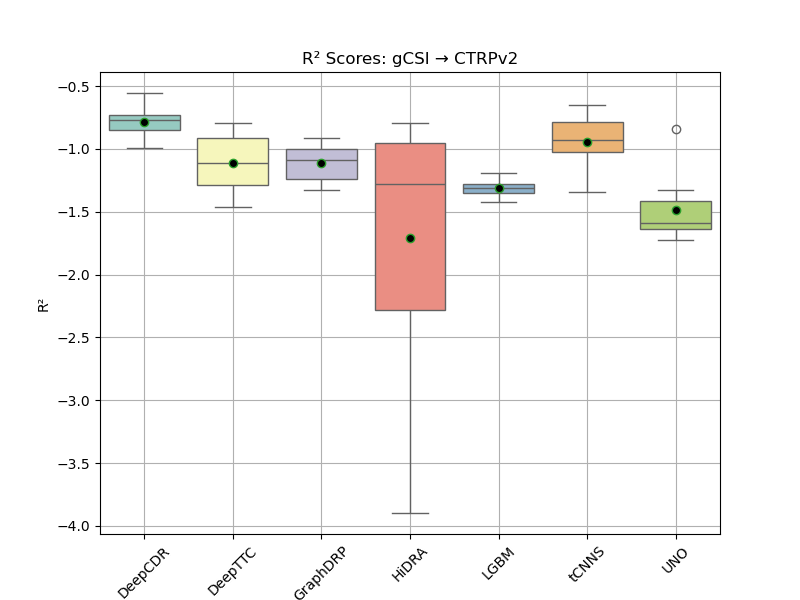 R² Scores: gCSI → CTRPv2
R²
−0.5
−1.0
−1.5
−2.0
−2.5
−3.0
−3.5
−4.0
DeepCDR
DeepTTC
GraphDRP
HiDRA
LGBM
tCNNS
UNO